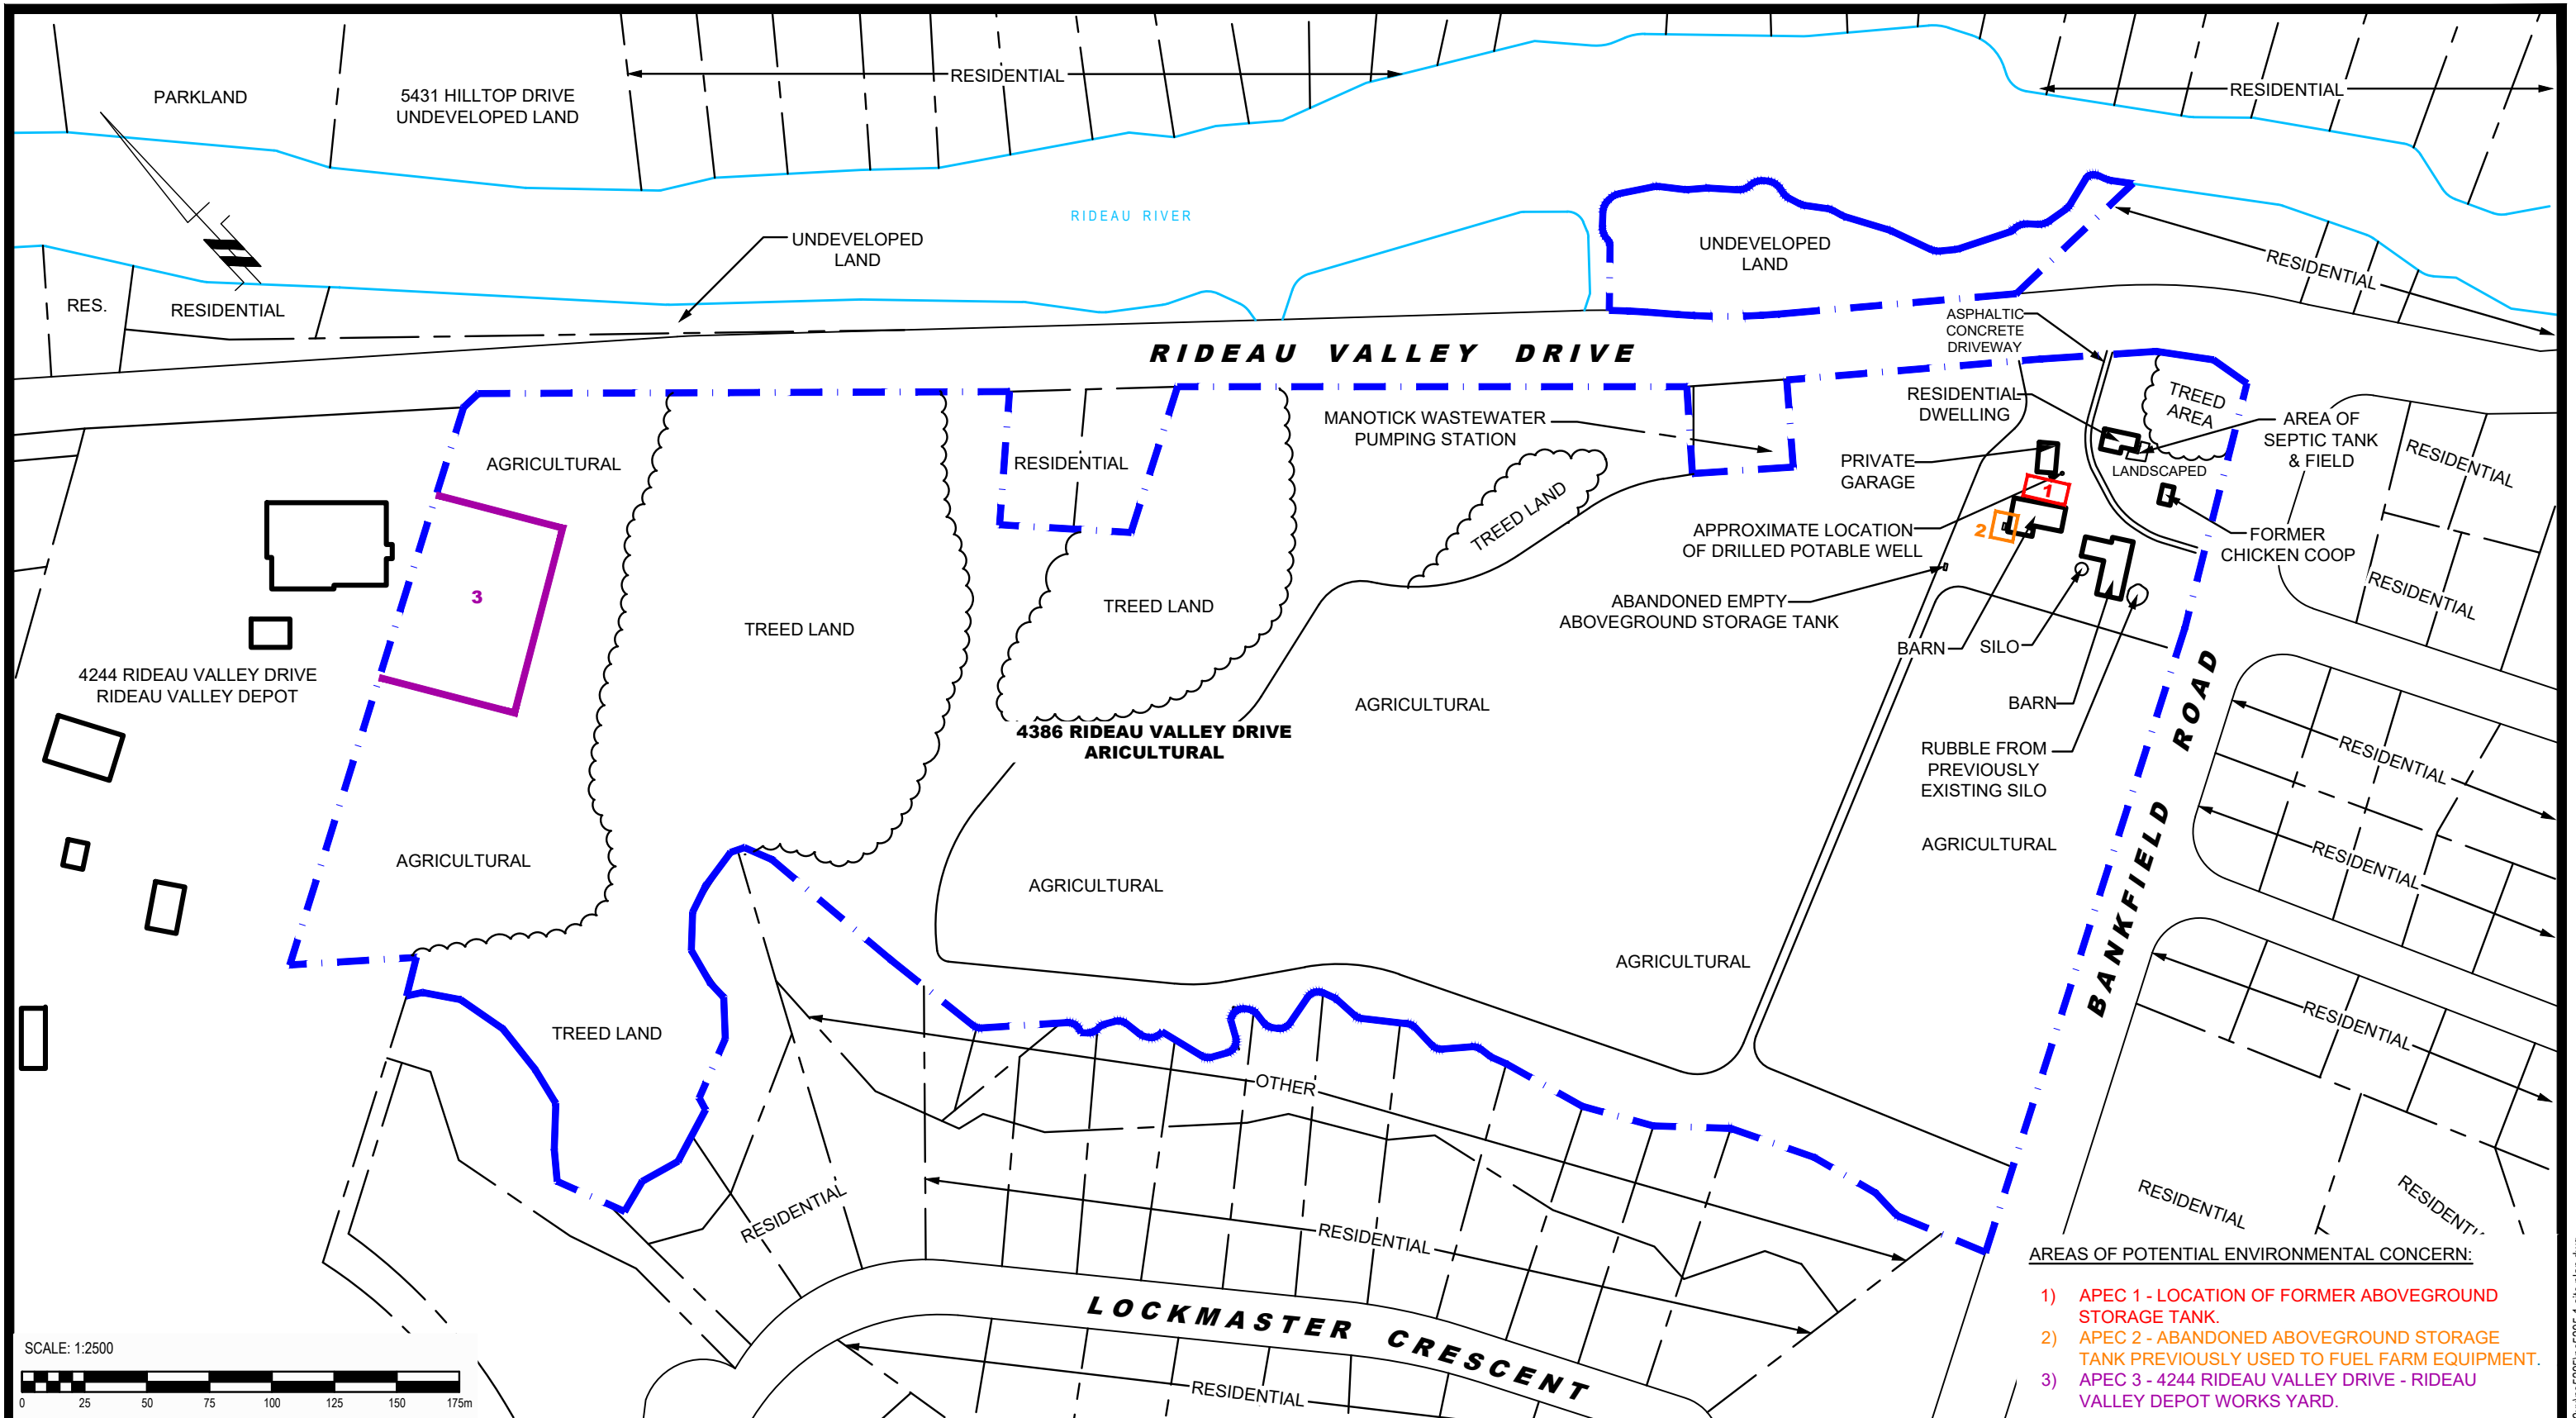 PARKLAND
5431 HILLTOP DRIVE
UNDEVELOPED LAND
RESIDENTIAL
RESIDENTIAL
RIDEAU RIVER
UNDEVELOPED
LAND
UNDEVELOPED
LAND
RESIDENTIAL
RES.
RESIDENTIAL
RIDEAU VALLEY DRIVE
ASPHALTIC
CONCRETE
DRIVEWAY
RESIDENTIAL
DWELLING
TREED
AREA
AREA OF
SEPTIC TANK
& FIELD
RESIDENTIAL
MANOTICK WASTEWATER
PUMPING STATION
AGRICULTURAL
RESIDENTIAL
PRIVATE
GARAGE
LANDSCAPED
1
2
TREED LAND
APPROXIMATE LOCATION
OF DRILLED POTABLE WELL
FORMER
CHICKEN COOP
RESIDENTIAL
3
TREED LAND
TREED LAND
ABANDONED EMPTY
ABOVEGROUND STORAGE TANK
BARN
SILO
4244 RIDEAU VALLEY DRIVE
RIDEAU VALLEY DEPOT
AGRICULTURAL
BARN
4386 RIDEAU VALLEY DRIVE
ARICULTURAL
RUBBLE FROM
PREVIOUSLY
EXISTING SILO
RESIDENTIAL
BANKFIELD ROAD
AGRICULTURAL
AGRICULTURAL
AGRICULTURAL
RESIDENTIAL
AGRICULTURAL
TREED LAND
RESIDENTIAL
OTHER
RESIDENTIAL
RESIDENTIAL
RESIDENTIAL
LOCKMASTER CRESCENT
RESIDENTIAL
AREAS OF POTENTIAL ENVIRONMENTAL CONCERN:
1) APEC 1 - LOCATION OF FORMER ABOVEGROUND
STORAGE TANK.
2) APEC 2 - ABANDONED ABOVEGROUND STORAGE
TANK PREVIOUSLY USED TO FUEL FARM EQUIPMENT.
3) APEC 3 - 4244 RIDEAU VALLEY DRIVE - RIDEAU
VALLEY DEPOT WORKS YARD.
SCALE: 1:2500
0 25 50 75 100 125 150 175m